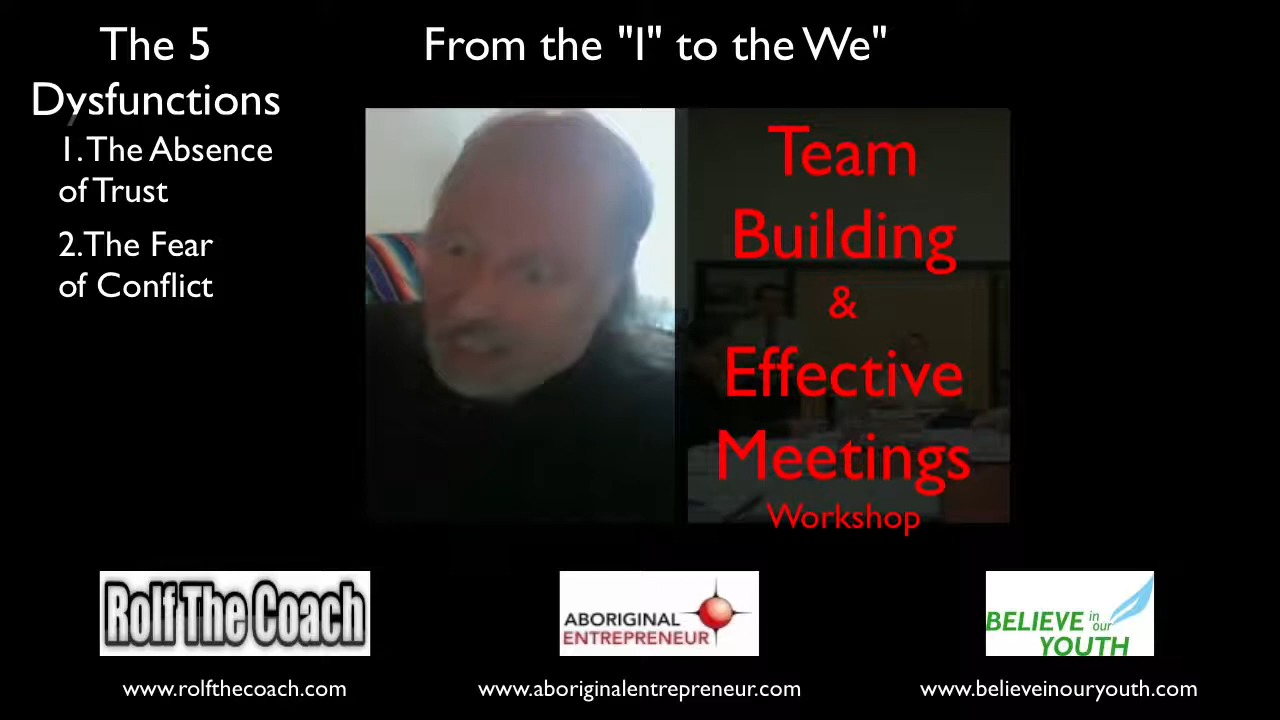 The 5
Dysfunctions
1. The Absence
of Trust
2.The Fear
of Conflict
From the "I" to the We"
Team
Building
&
Effective
Meetings
Workshop
Rolf The Coach
www.rolfthecoach.com
ABORIGINAL
ENTREPRENEUR
www.aboriginalentrepreneur.com
BELIEVE in our
YOUTH
www.believeinouryouth.com